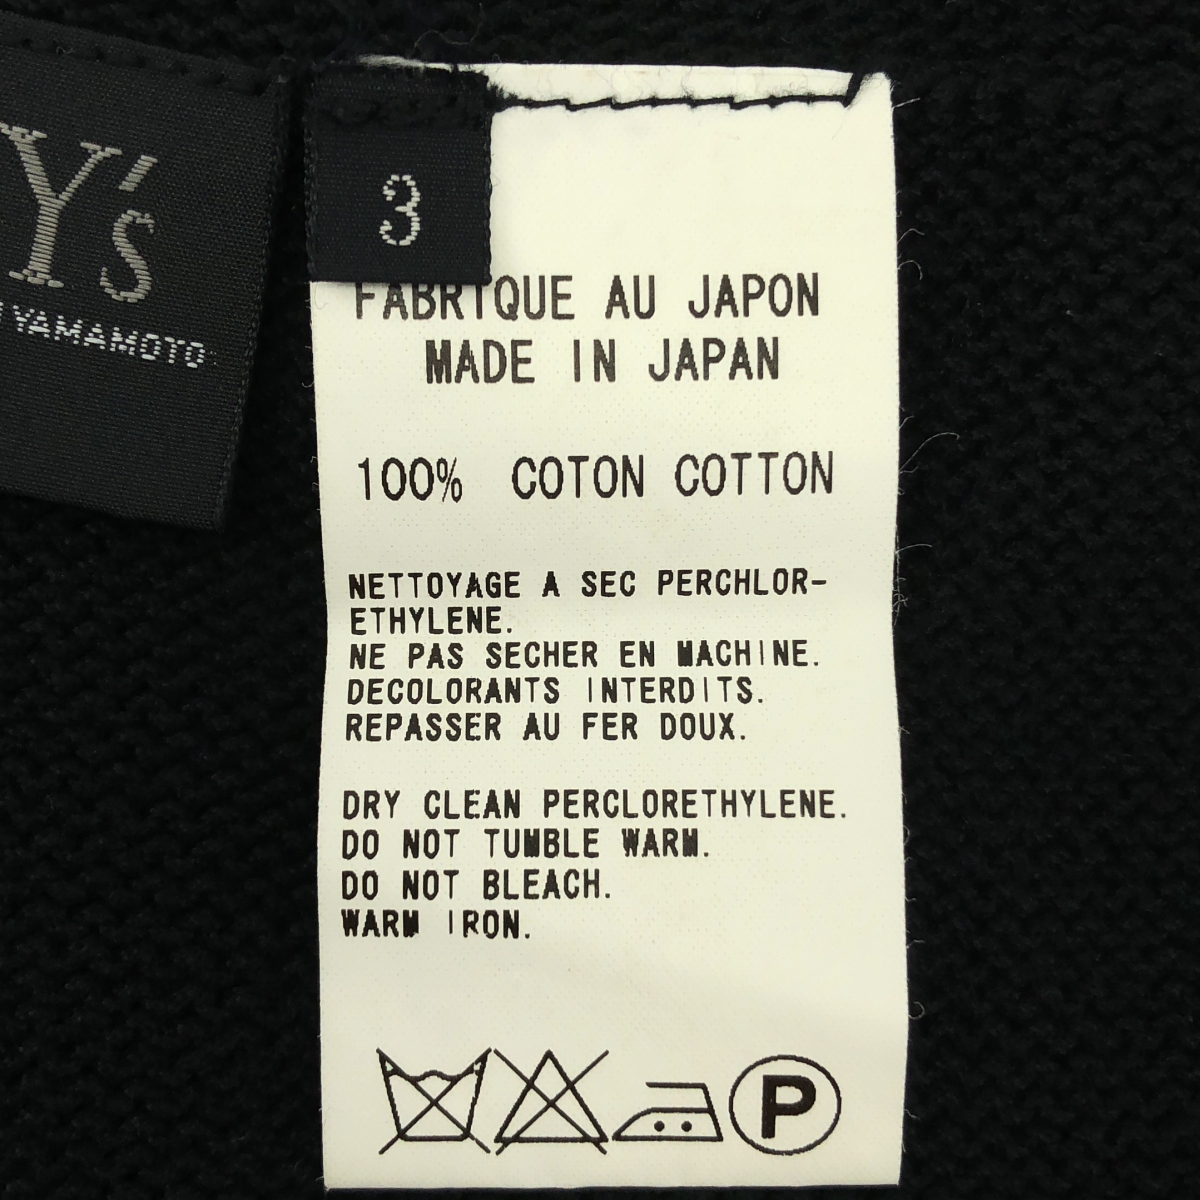 Y's
YAMAMOTO
3
FABRIQUE AU JAPON
MADE IN JAPAN
100% COTON COTTON
NETTOYAGE A SEC PERCHLOR-
ETHYLENE.
NE PAS SECHER EN MACHINE.
DECOLORANTS INTERDITS.
REPASSER AU FER DOUX.
DRY CLEAN PERCLORETHYLENE.
DO NOT TUMBLE WARM.
DO NOT BLEACH.
WARM IRON.
P